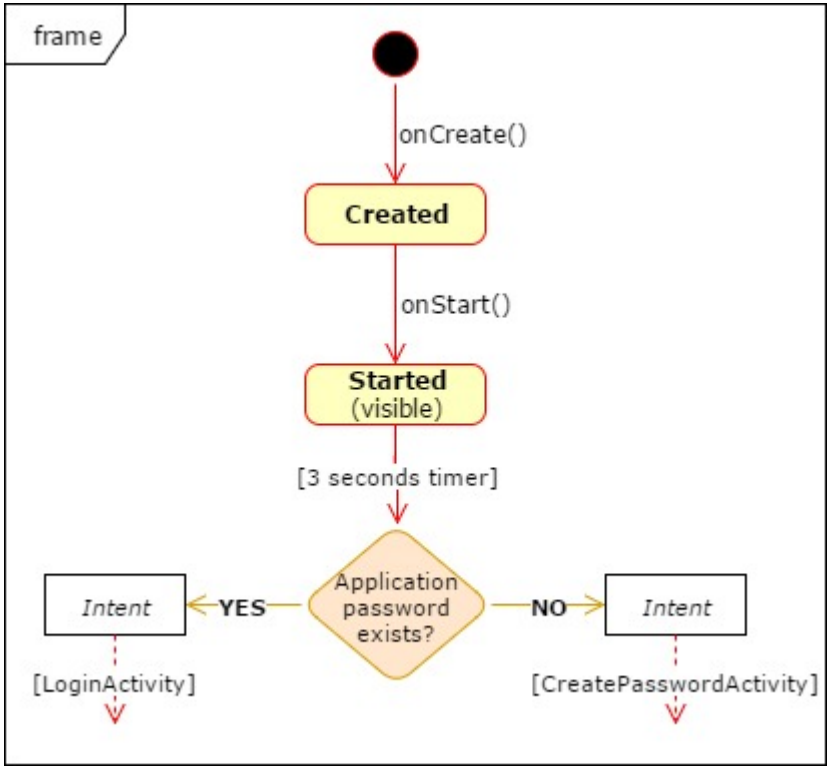 frame
onCreate()
Created
onStart()
Started
(visible)
[3 seconds timer]
Application
password
exists?
YES
NO
Intent
Intent
[LoginActivity]
[CreatePasswordActivity]